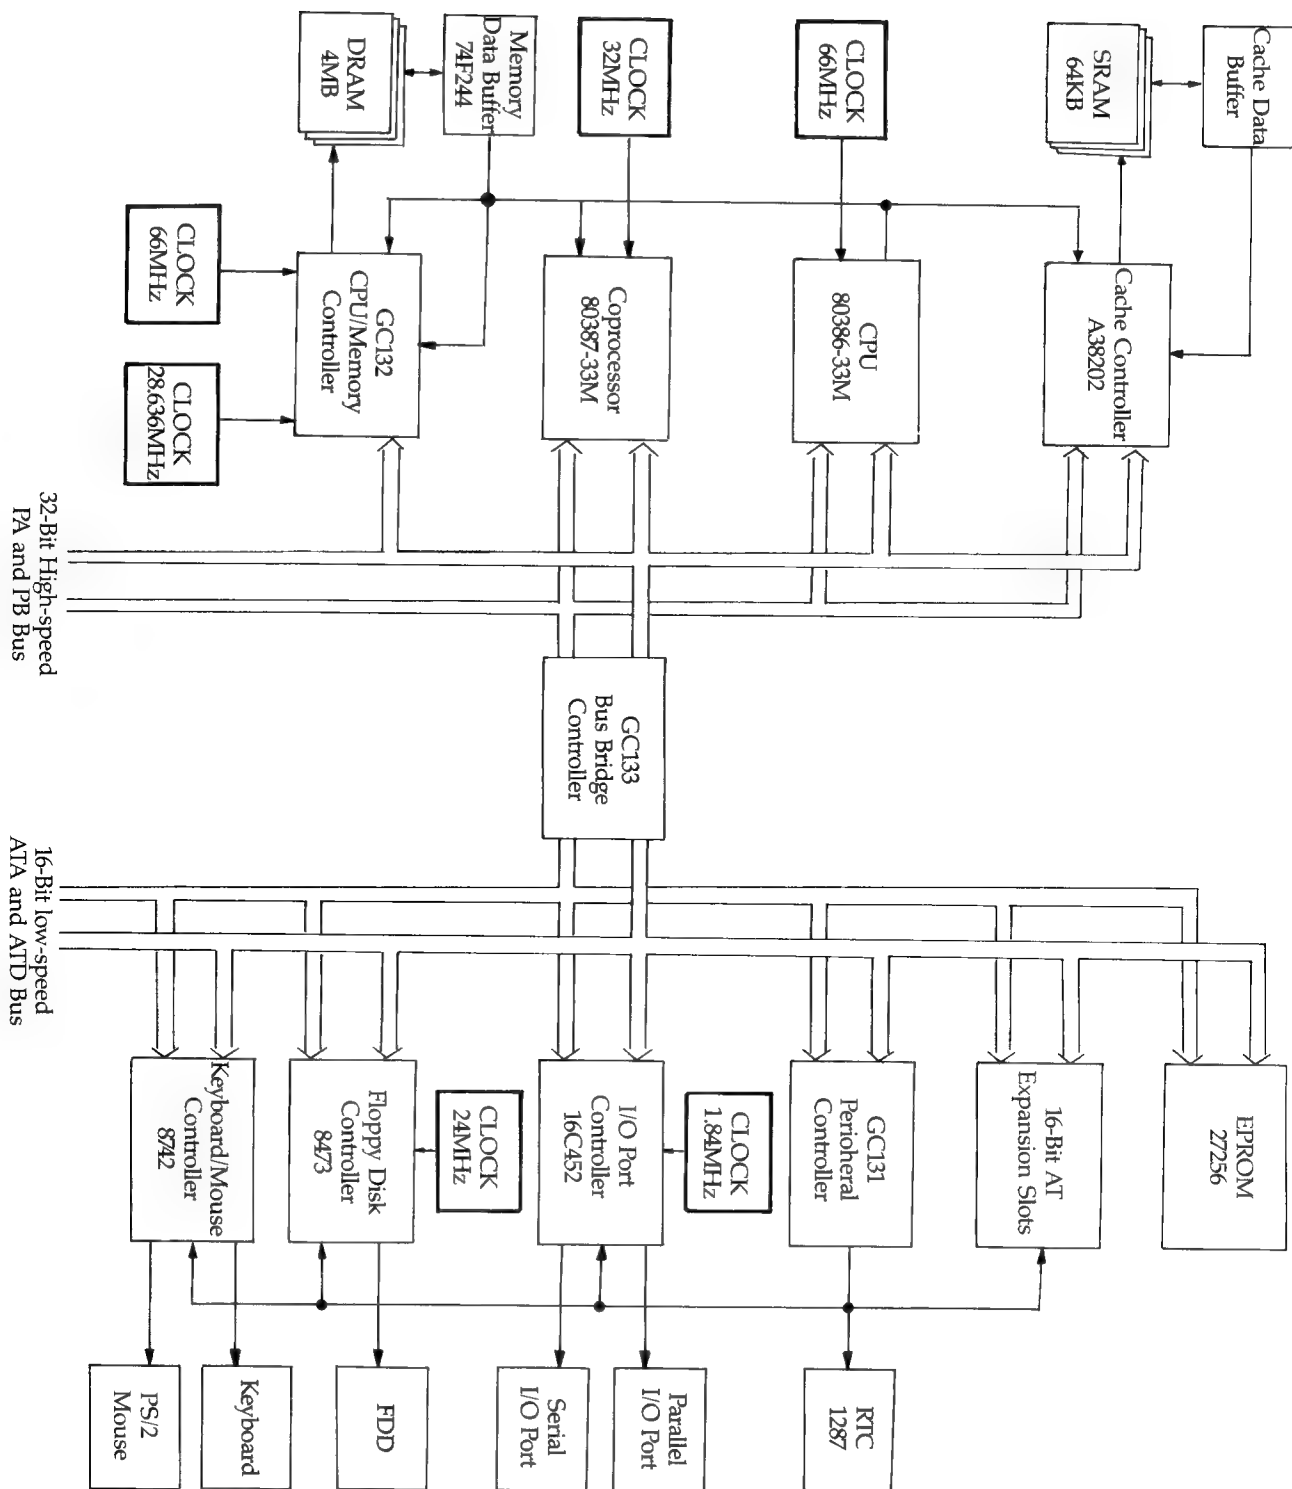 Cache Data
Buffer
EPROM
27256
SRAM
64KB
Cache Controller
A38202
16-Bit AT
Expansion Slots
CLOCK
66MHz
CPU
80386-33M
GC131
Perioheral
Controller
RTC
1287
CLOCK
1.84MHz
CLOCK
32MHz
Coprocessor
80387-33M
GC133
Bus Bridge
Controller
I/O Port
Controller
16C452
Parallel
I/O Port
Serial
I/O Port
Memory
Data Buffer
74F244
CLOCK
24MHz
DRAM
4MB
GC132
CPU/Memory
Controller
Floppy Disk
Controller
8473
FDD
CLOCK
66MHz
CLOCK
28.636MHz
Keyboard/Mouse
Controller
8742
Keyboard
PS/2
Mouse
32-Bit High-speed
PA and PB Bus
16-Bit low-speed
ATA and ATD Bus